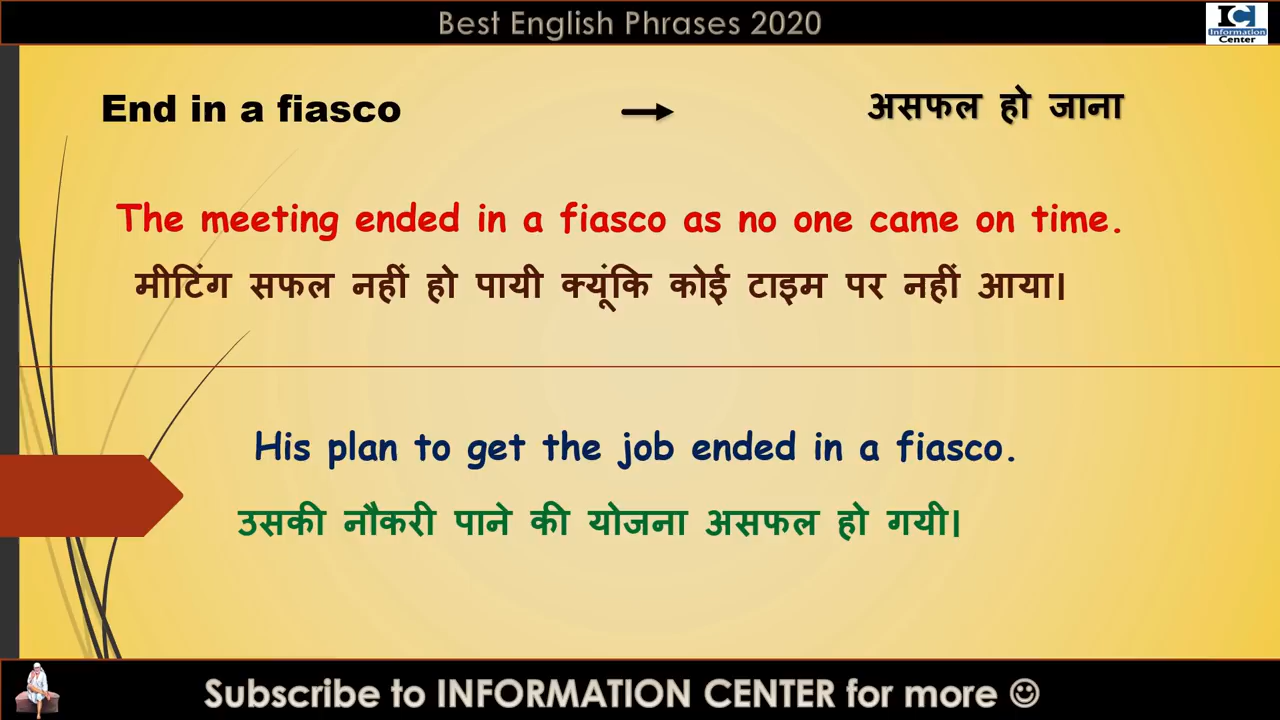 Best English Phrases 2020
IC
Information
Center
End in a fiasco → असफल हो जाना
The meeting ended in a fiasco as no one came on time.
मीटिंग सफल नहीं हो पायी क्यूंकि कोई टाइम पर नहीं आया।
His plan to get the job ended in a fiasco.
उसकी नौकरी पाने की योजना असफल हो गयी।
Subscribe to INFORMATION CENTER for more ☺